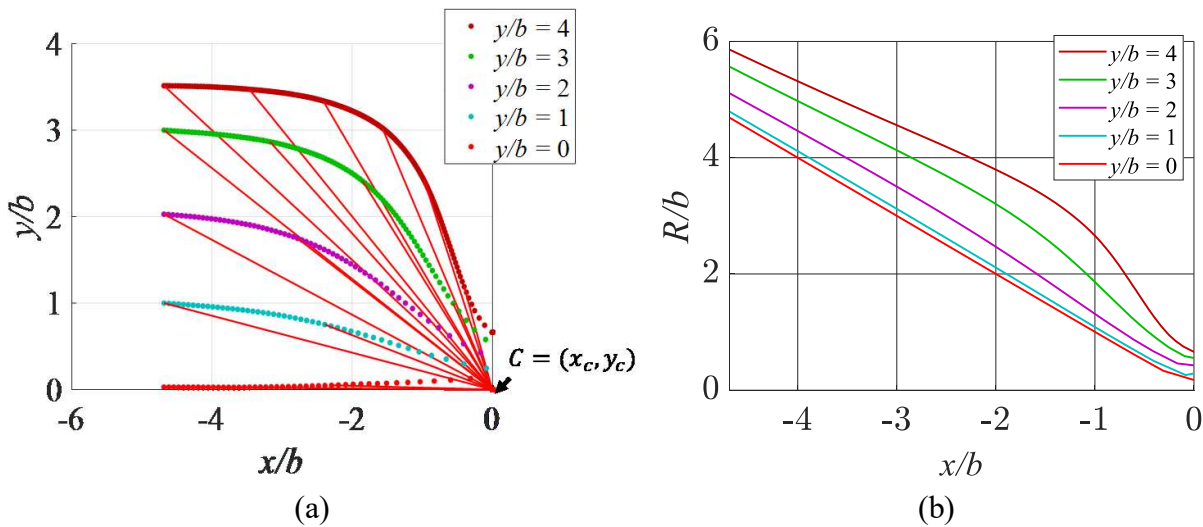 y/b = 4
y/b = 3
y/b = 2
y/b = 1
y/b = 0
4
3
2
1
0
y/b
C = (x_c, y_c)
-6
-4
-2
0
x/b
(a)
y/b = 4
y/b = 3
y/b = 2
y/b = 1
y/b = 0
6
4
2
0
R/b
-4
-3
-2
-1
0
x/b
(b)